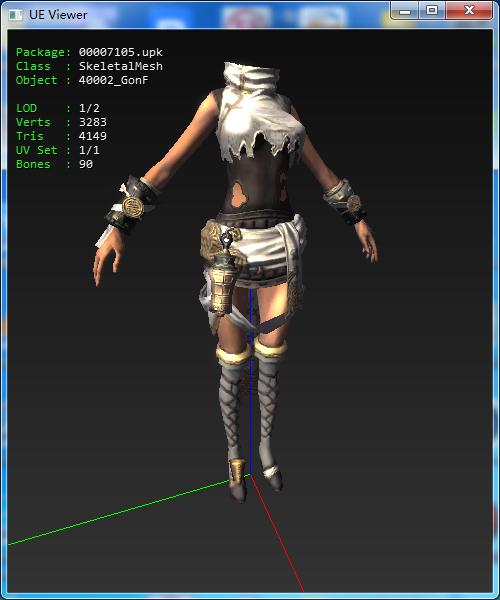 UE Viewer
Package: 00007105.upk
Class : SkeletalMesh
Object : 40002_GonF
LOD : 1/2
Verts : 3283
Tris : 4149
UV Set : 1/1
Bones : 90